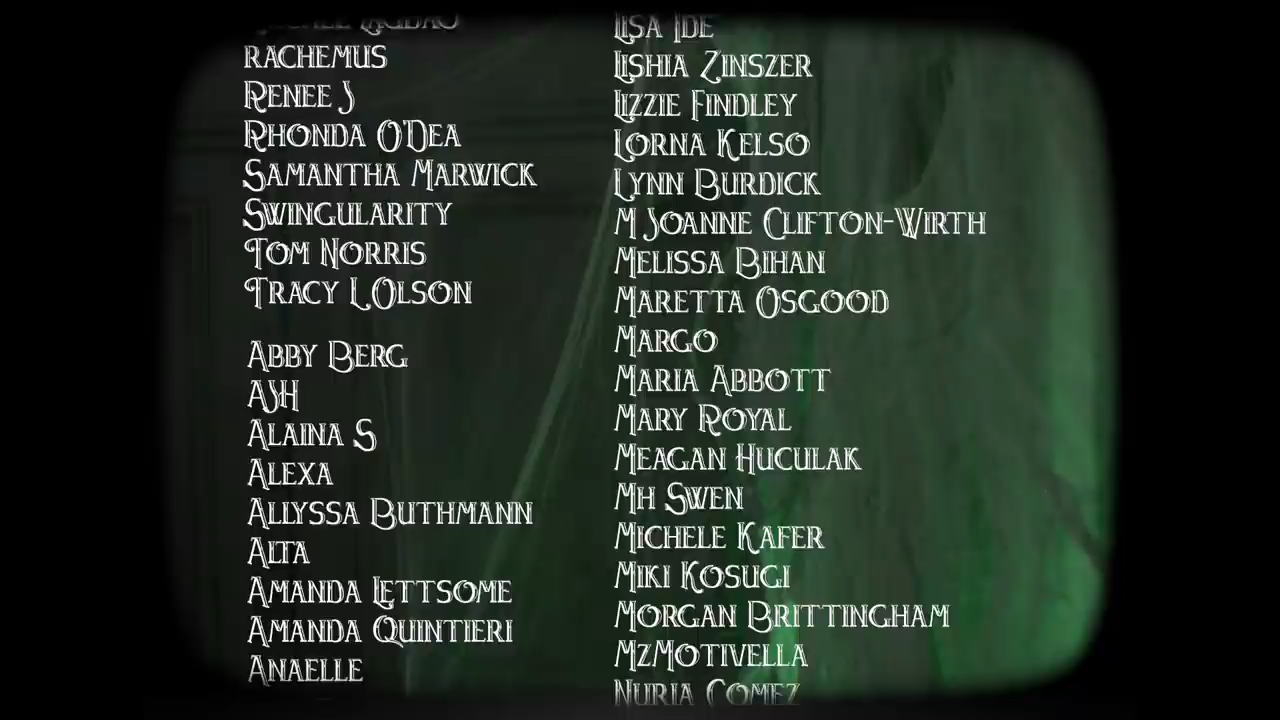 RACHEMUS
RENEE J
RHONDA O'DEA
SAMANTHA MARWICK
SWINGULARITY
TOM NORRIS
TRACY L OLSON
ABBY BERG
AJH
ALAINA S
ALEXA
ALLYSSA BUTHMANN
ALTA
AMANDA LETTSOME
AMANDA QUINTIERI
ANAELLE
LISA IDE
LISHIA ZINSZER
LIZZIE FINDLEY
LORNA KELSO
LYNN BURDICK
M JOANNE CLIFTON-WIRTH
MELISSA BIHAN
MARETTA OSGOOD
MARGO
MARIA ABBOTT
MARY ROYAL
MEAGAN HUCULAK
MH SWEN
MICHELE KAFER
MIKI KOSUGI
MORGAN BRITTINGHAM
MZMOTIVELLA
NURIA GOMEZ